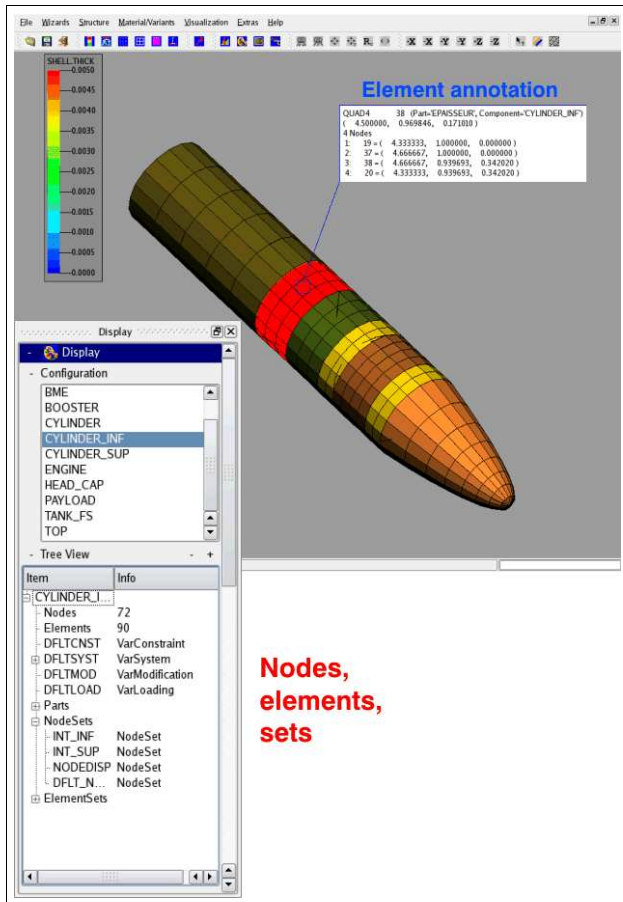 File Wizards Structure Material/Variants Visualization Extras Help
SHELL.THICK
0.0050
0.0045
0.0040
0.0035
0.0030
0.0025
0.0020
0.0015
0.0010
0.0005
0.0000
Element annotation
QUAD4 38 (Part='EPAISSEUR', Component='CYLINDER_INF')
( 4.500000, 0.969846, 0.171010 )
4 Nodes
1: 19 = ( 4.333333, 1.000000, 0.000000 )
2: 37 = ( 4.666667, 1.000000, 0.000000 )
3: 38 = ( 4.666667, 0.939693, 0.342020 )
4: 20 = ( 4.333333, 0.939693, 0.342020 )
Display
- Display
- Configuration
BME
BOOSTER
CYLINDER
CYLINDER_INF
CYLINDER_SUP
ENGINE
HEAD_CAP
PAYLOAD
TANK_FS
TOP
- Tree View - +
Item Info
CYLINDER_I...
Nodes 72
Elements 90
DFLTCNST VarConstraint
DFLTSYST VarSystem
DFLTMOD VarModification
DFLTLOAD VarLoading
Parts
NodeSets
INT_INF NodeSet
INT_SUP NodeSet
NODEDISP NodeSet
DFLT_N... NodeSet
ElementSets
Nodes,
elements,
sets